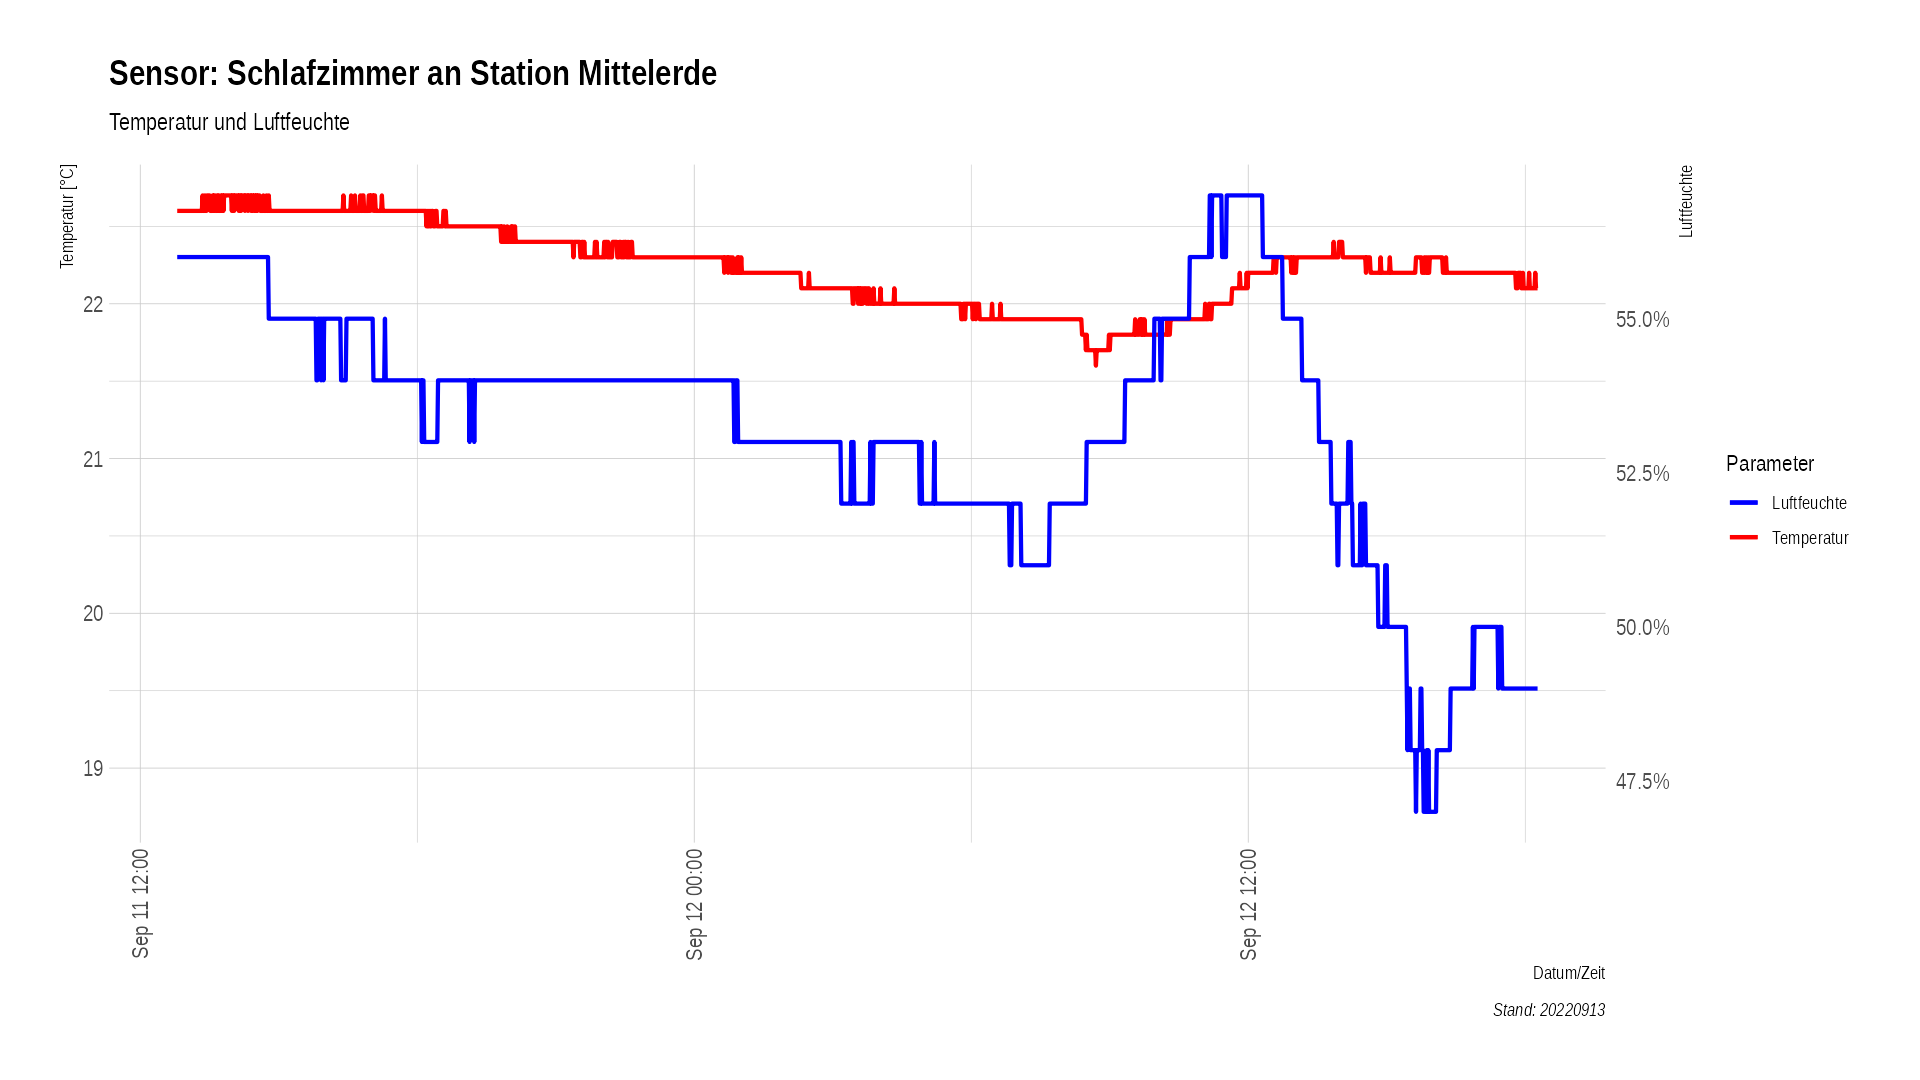 Sensor: Schlafzimmer an Station Mittelerde
Temperatur und Luftfeuchte
Temperatur [°C]
Luftfeuchte
22
21
20
19
55.0%
52.5%
50.0%
47.5%
Parameter
Luftfeuchte
Temperatur
Sep 11 12:00
Sep 12 00:00
Sep 12 12:00
Datum/Zeit
Stand: 20220913